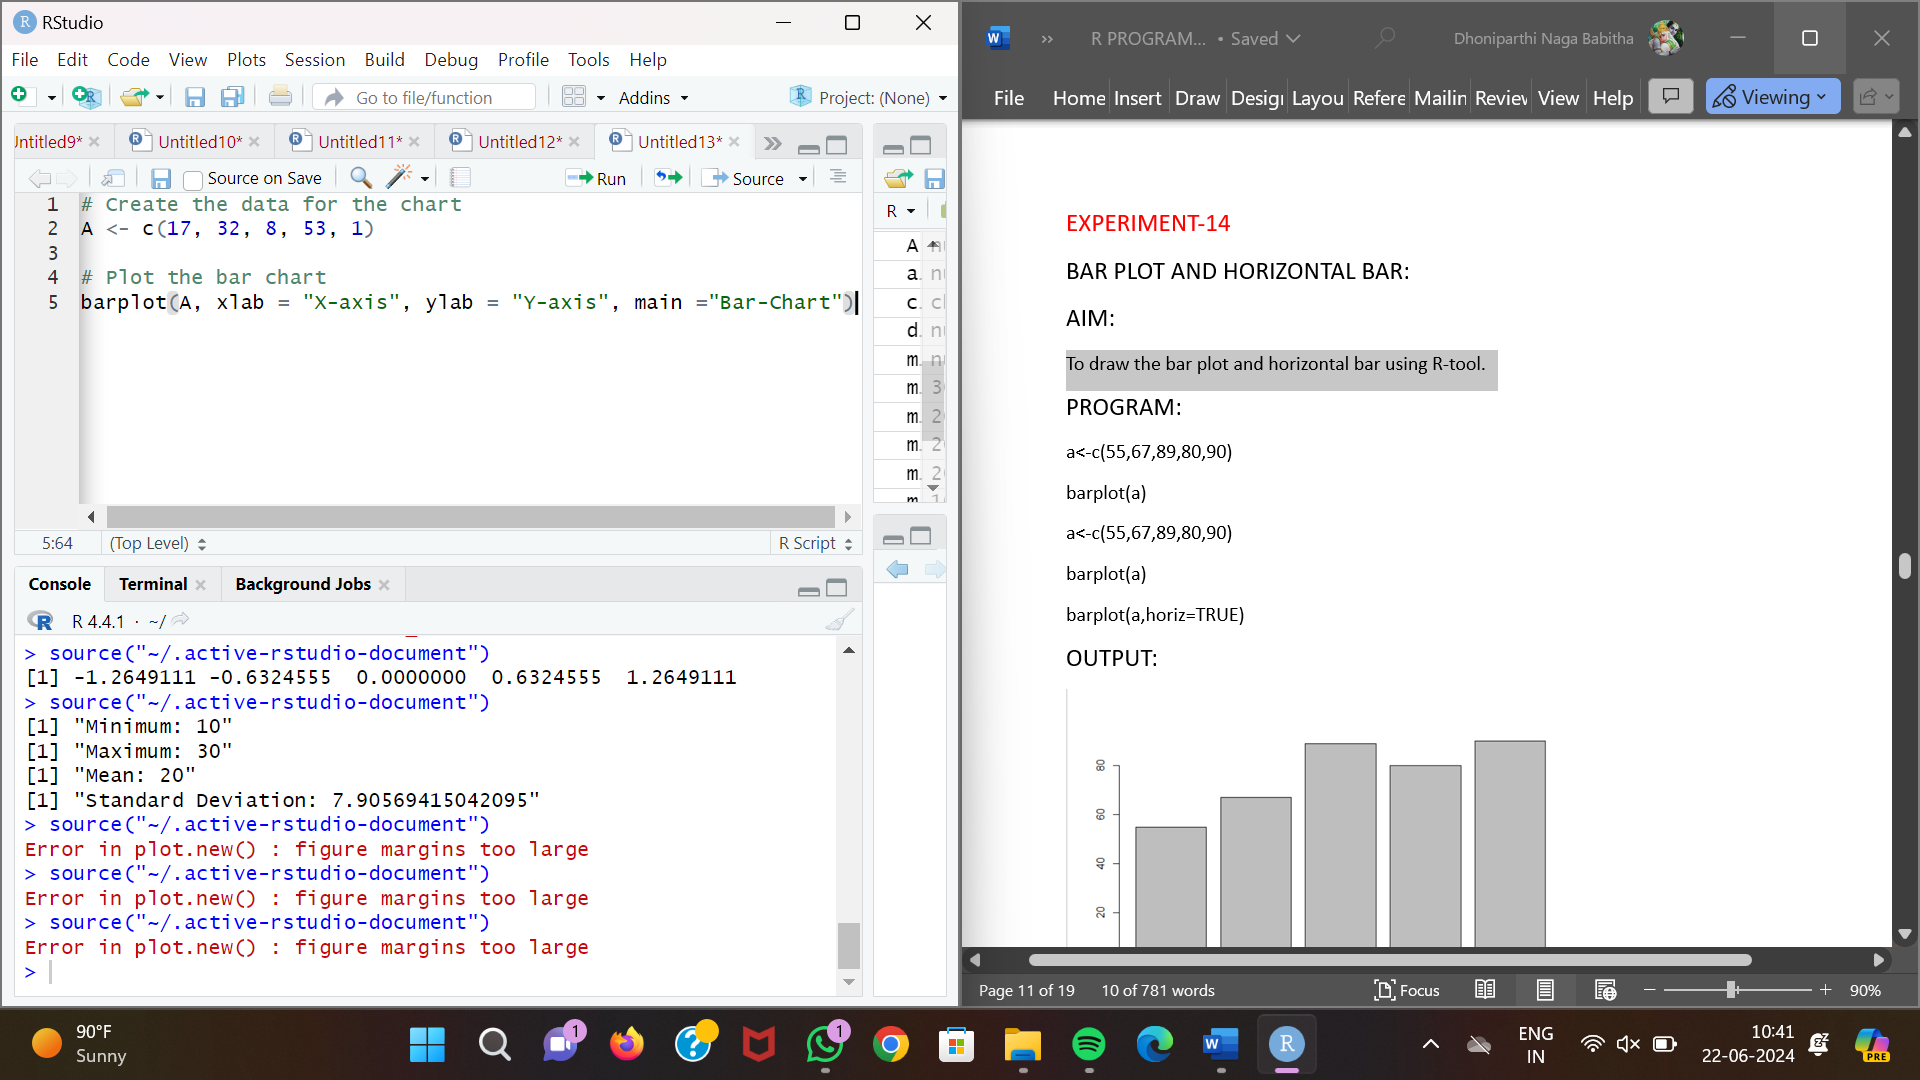 RStudio
File Edit Code View Plots Session Build Debug Profile Tools Help
Go to file/function Addins Project: (None)
Jntitled9* Untitled10* Untitled11* Untitled12* Untitled13*
Source on Save Run Source
1 # Create the data for the chart
2 A <- c(17, 32, 8, 53, 1)
3
4 # Plot the bar chart
5 barplot(A, xlab = "X-axis", ylab = "Y-axis", main ="Bar-Chart")
5:64 (Top Level) R Script
R
A nu
a. nu
c. ch
d. nu
m. nu
m. 3
m. 2
m. 2
m. 2
m. 1
Console Terminal Background Jobs
R 4.4.1 · ~/
> source("~/.active-rstudio-document")
[1] -1.2649111 -0.6324555 0.0000000 0.6324555 1.2649111
> source("~/.active-rstudio-document")
[1] "Minimum: 10"
[1] "Maximum: 30"
[1] "Mean: 20"
[1] "Standard Deviation: 7.90569415042095"
> source("~/.active-rstudio-document")
Error in plot.new() : figure margins too large
> source("~/.active-rstudio-document")
Error in plot.new() : figure margins too large
> source("~/.active-rstudio-document")
Error in plot.new() : figure margins too large
>
R PROGRAM... • Saved Dhoniparthi Naga Babitha
File Home Insert Draw Design Layou Refere Mailin Review View Help Viewing
EXPERIMENT-14
BAR PLOT AND HORIZONTAL BAR:
AIM:
To draw the bar plot and horizontal bar using R-tool.
PROGRAM:
a<-c(55,67,89,80,90)
barplot(a)
a<-c(55,67,89,80,90)
barplot(a)
barplot(a,horiz=TRUE)
OUTPUT:
80
60
40
20
Page 11 of 19 10 of 781 words Focus 90%
90°F
Sunny
1
1
ENG
IN
10:41
22-06-2024
PRE